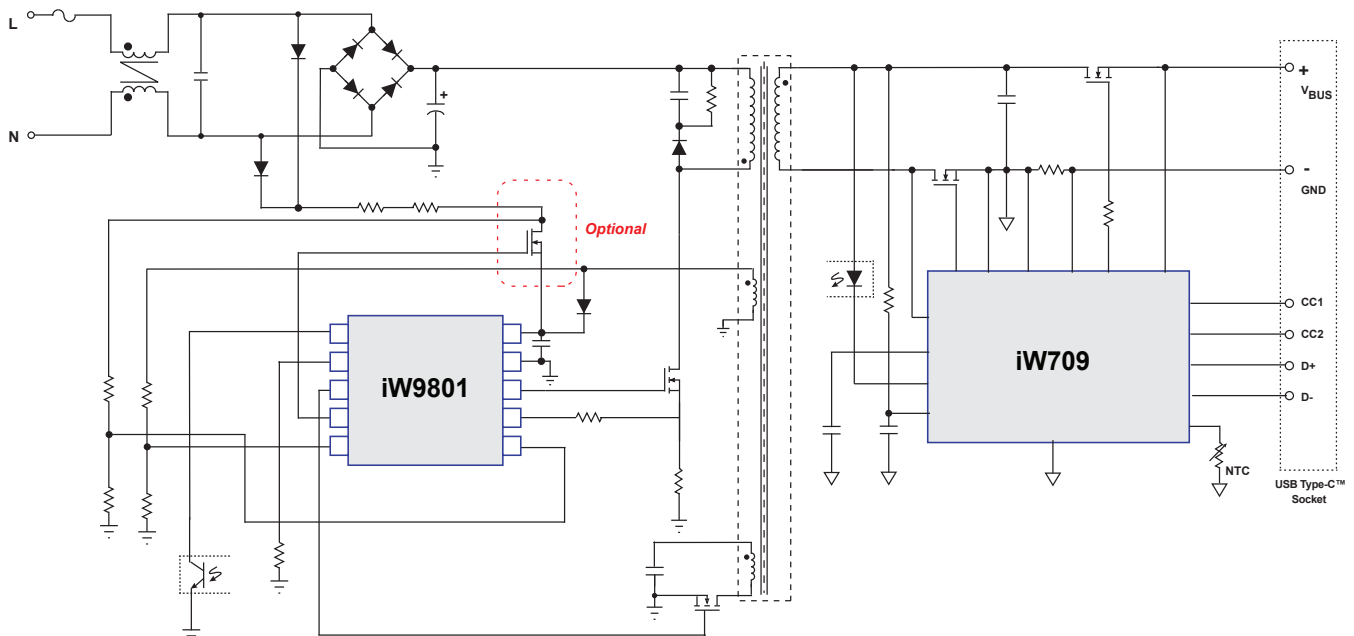 L
N
+
VBUS
-
GND
Optional
iW9801
iW709
CC1
CC2
D+
D-
NTC
USB Type-C™
Socket
+